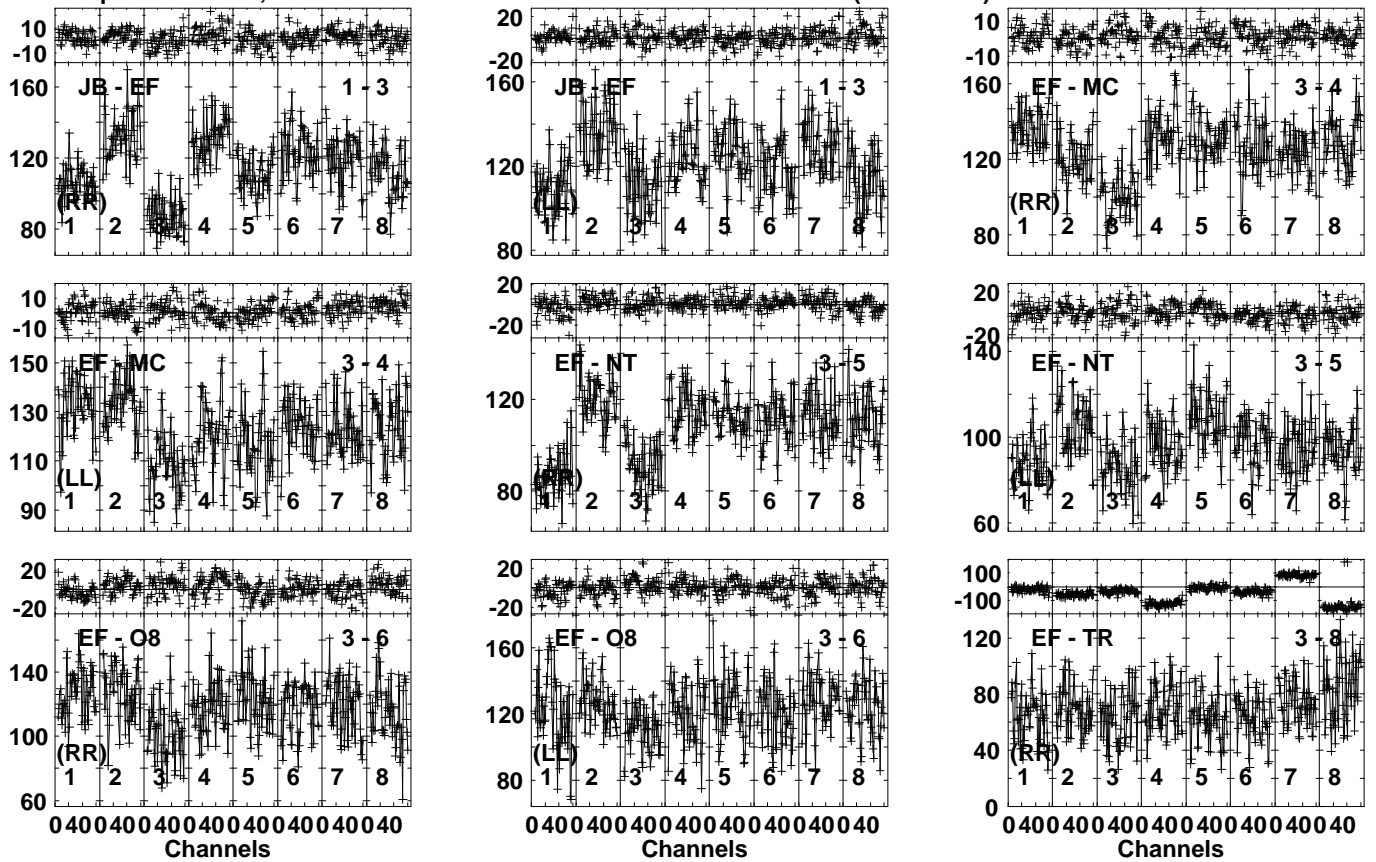 10
-10
160
120
80
JB - EF 1 - 3
(RR)
1 2 3 4 5 6 7 8
20
-20
160
120
80
JB - EF 1 - 3
(LL)
1 2 3 4 5 6 7 8
10
-10
160
120
80
EF - MC 3 - 4
(RR)
1 2 3 4 5 6 7 8
10
-10
150
130
110
90
EF - MC 3 - 4
(LL)
1 2 3 4 5 6 7 8
20
-20
120
80
EF - NT 3 - 5
(RR)
1 2 3 4 5 6 7 8
20
-20
140
100
60
EF - NT 3 - 5
(LL)
1 2 3 4 5 6 7 8
20
-20
140
100
60
EF - O8 3 - 6
(RR)
1 2 3 4 5 6 7 8
20
-20
160
120
80
EF - O8 3 - 6
(LL)
1 2 3 4 5 6 7 8
100
-100
120
80
40
0
EF - TR 3 - 8
(RR)
1 2 3 4 5 6 7 8
0 40 0 40 0 40 0 40 0 40 0 40 0 40 0 40
0 40 0 40 0 40 0 40 0 40 0 40 0 40 0 40
0 40 0 40 0 40 0 40 0 40 0 40 0 40 0 40
Channels Channels Channels